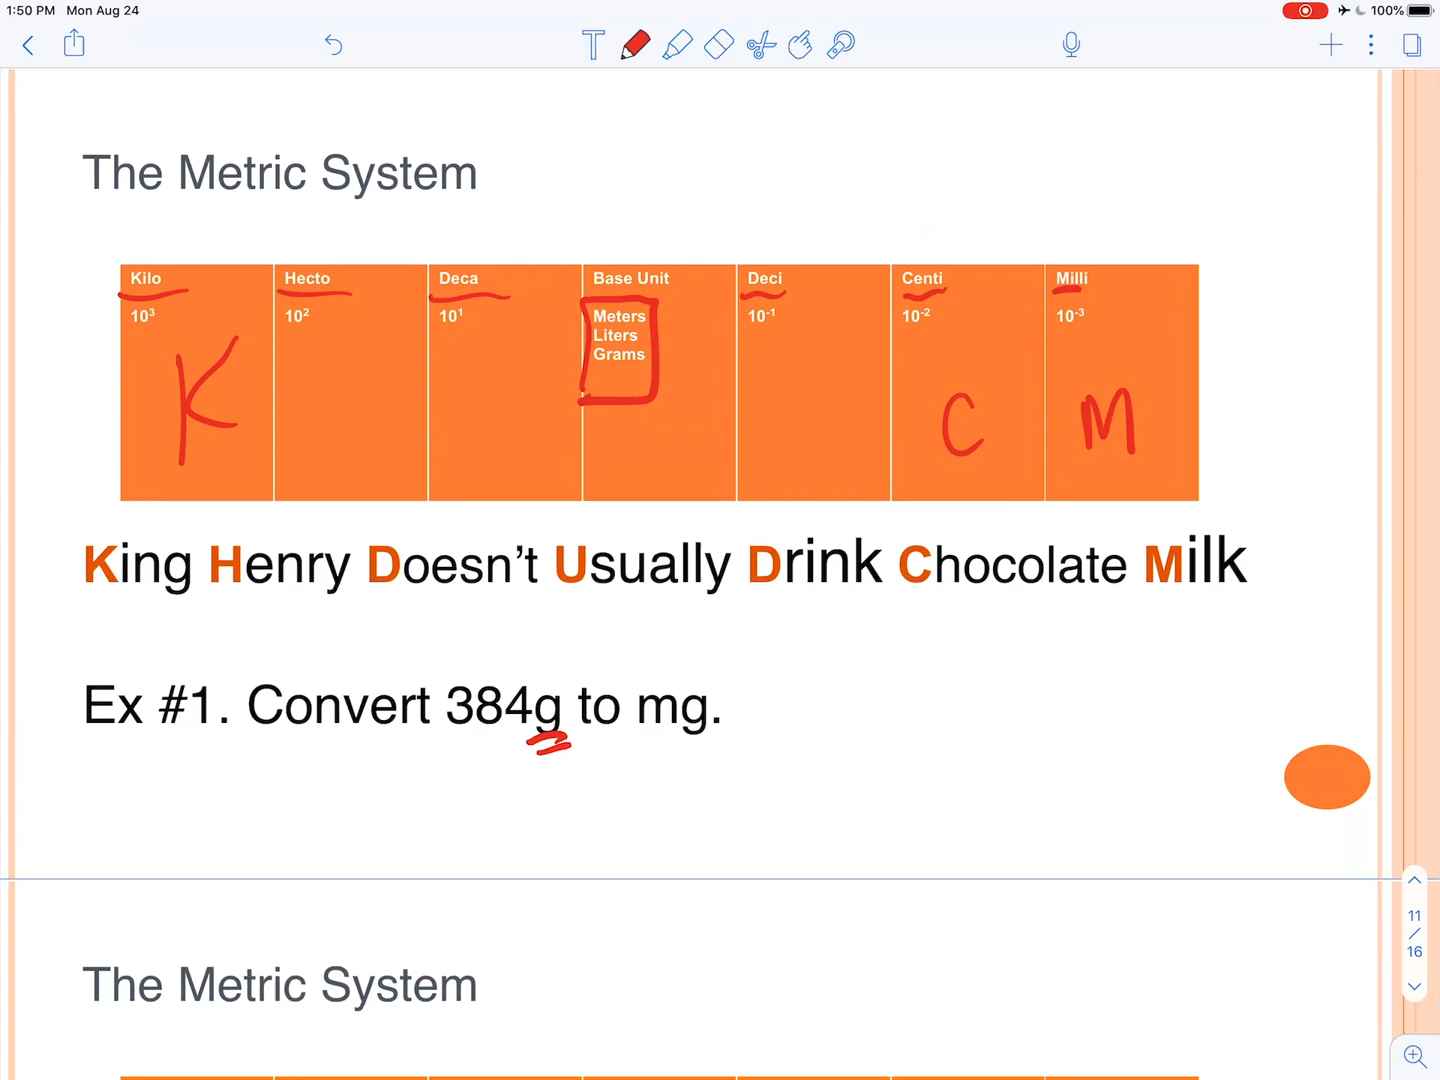 1:50 PM Mon Aug 24
100%
The Metric System
Kilo Hecto Deca Base Unit Deci Centi Milli
10³ 10² 10¹ Meters 10⁻¹ 10⁻² 10⁻³
Liters
Grams
K C M
King Henry Doesn’t Usually Drink Chocolate Milk
Ex #1. Convert 384g to mg.
11
/
16
The Metric System